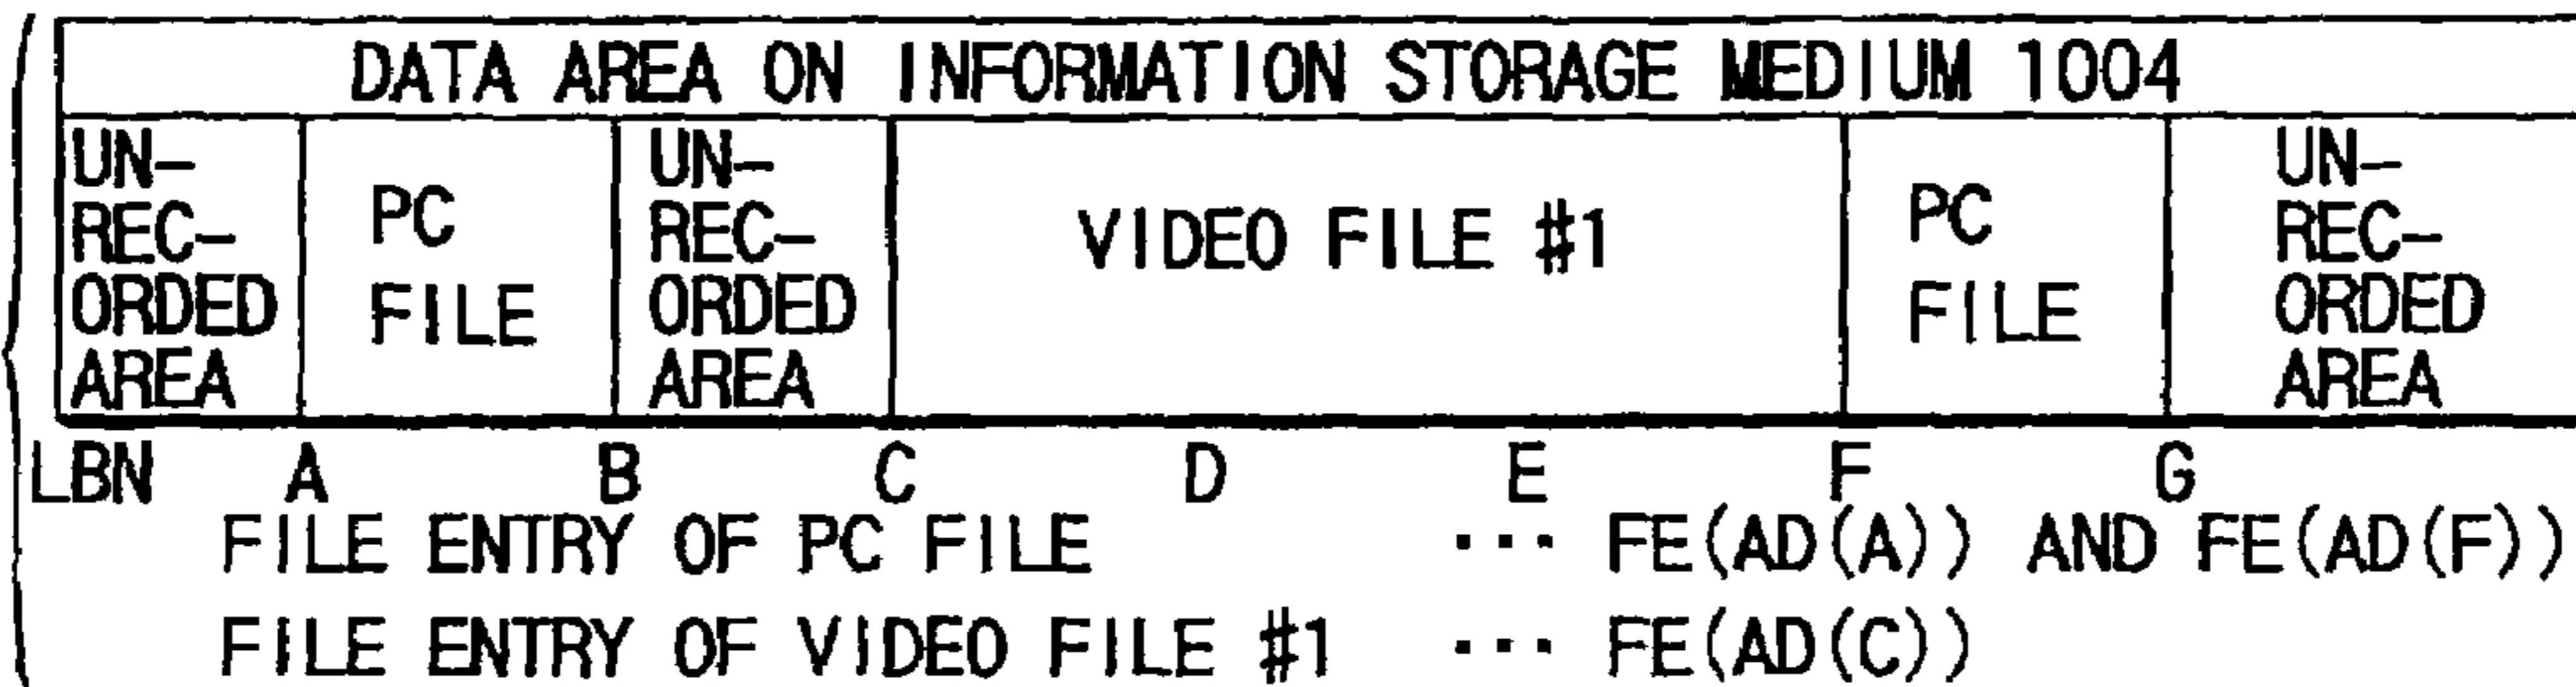 DATA AREA ON INFORMATION STORAGE MEDIUM 1004
UN-
REC-
ORDED
AREA
PC
FILE
UN-
REC-
ORDED
AREA
VIDEO FILE #1
PC
FILE
UN-
REC-
ORDED
AREA
LBN A B C D E F G
FILE ENTRY OF PC FILE ··· FE(AD(A)) AND FE(AD(F))
FILE ENTRY OF VIDEO FILE #1 ··· FE(AD(C))